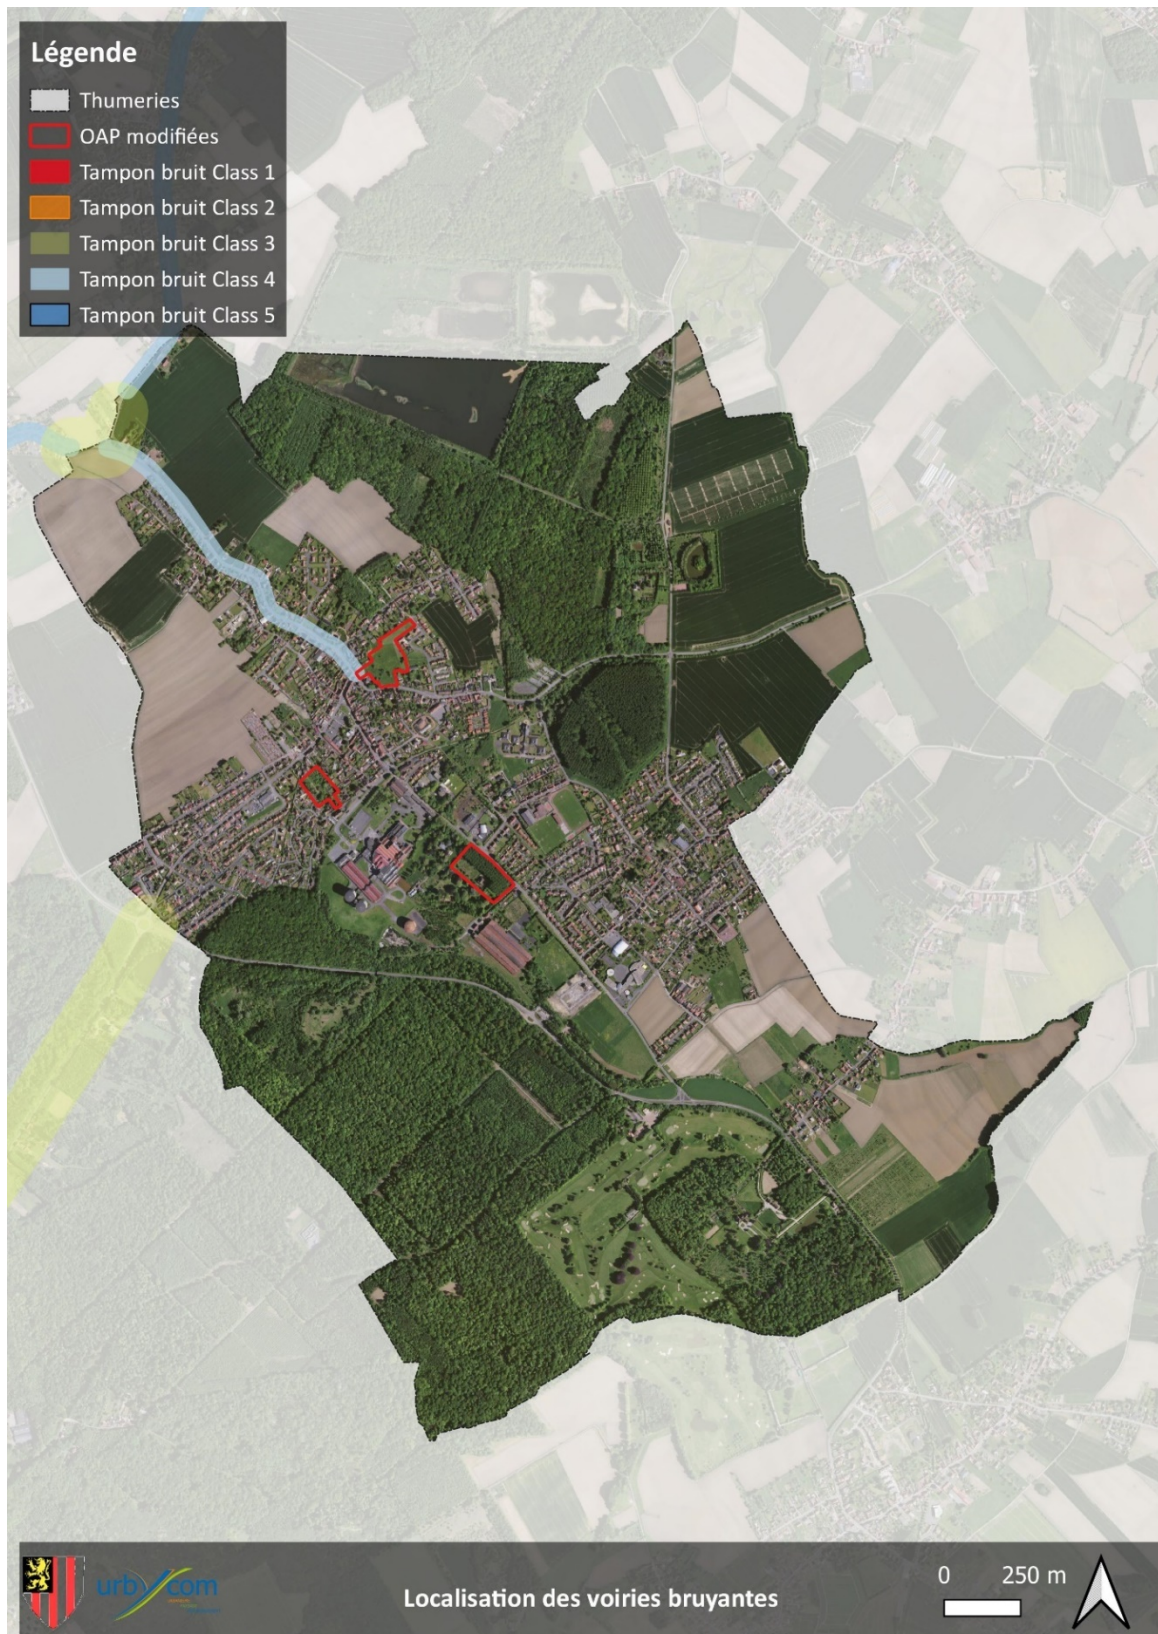 Légende
Thumeries
OAP modifiées
Tampon bruit Class 1
Tampon bruit Class 2
Tampon bruit Class 3
Tampon bruit Class 4
Tampon bruit Class 5
urbycom
Localisation des voiries bruyantes
0 250 m